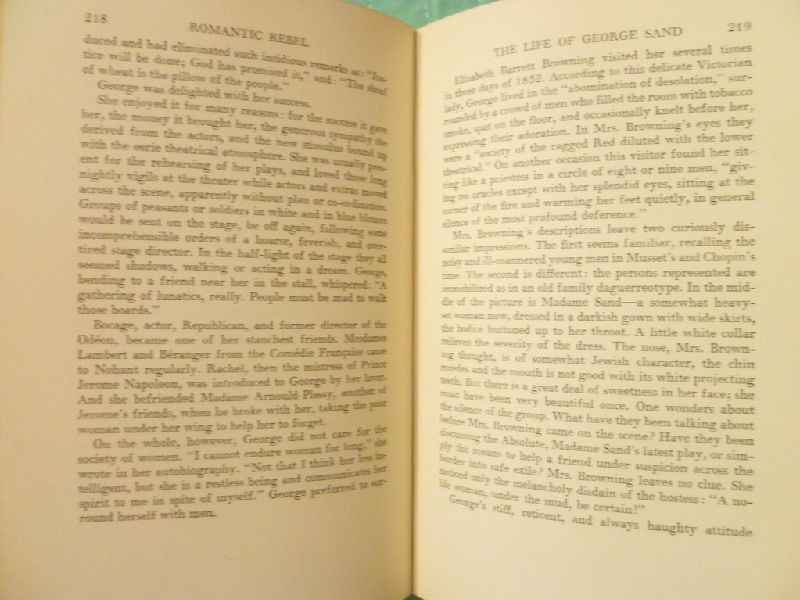 218
ROMANTIC REBEL
duced and had eliminated such insidious remarks as: "Jus-
tice will be done; God has promised it," and: "The sheaf
of wheat is the pillow of the people."
George was delighted with her success.
She enjoyed it for many reasons: for the success it gave
her, the money it brought her, the generous sympathy she
derived from the actors, and the new stimulus bound up
with the eerie theatrical atmosphere. She was usually pres-
ent for the rehearsing of her plays, and loved those long
nightly vigils at the theater while actors and extras moved
across the scene, apparently without plan or co-ordination.
Groups of peasants or soldiers in white and in blue blouses
would be sent on the stage, be off again, following some
incomprehensible orders of a hoarse, feverish, and over-
tired stage director. In the half-light of the stage they all
seemed shadows, walking or acting in a dream. George,
bending to a friend near her in the stall, whispered: "A
gathering of lunatics, really. People must be mad to walk
those boards."
Bocage, actor, Republican, and former director of the
Odéon, became one of her stanchest friends. Mesdames
Lambert and Béranger from the Comédie Française came
to Nohant regularly. Rachel, then the mistress of Prince
Jerome Napoleon, was introduced to George by her lover.
And she befriended Madame Arnould-Plessy, another of
Jerome's friends, when he broke with her, taking the poor
woman under her wing to help her to forget.
On the whole, however, George did not care for the
society of women. "I cannot endure woman for long," she
wrote in her autobiography. "Not that I think her less in-
telligent, but she is a restless being and communicates her
spirit to me in spite of myself." George preferred to sur-
round herself with men.
THE LIFE OF GEORGE SAND
219
Elizabeth Barrett Browning visited her several times
in these days of 1852. According to this delicate Victorian
lady, George lived in the "abomination of desolation," sur-
rounded by a crowd of men who filled the room with tobacco
smoke, spat on the floor, and occasionally knelt before her,
expressing their adoration. In Mrs. Browning's eyes they
were a "society of the ragged Red diluted with the lower
theatrical." On another occasion this visitor found her sit-
ting like a priestess in a circle of eight or nine men, "giv-
ing no oracles except with her splendid eyes, sitting at the
corner of the fire and warming her feet quietly, in general
silence of the most profound deference."
Mrs. Browning's descriptions leave two curiously dis-
similar impressions. The first seems familiar, recalling the
noisy and ill-mannered young men in Musset's and Chopin's
time. The second is different: the persons represented are
immobilized as in an old family daguerreotype. In the mid-
dle of the picture is Madame Sand—a somewhat heavy-
set woman now, dressed in a darkish gown with wide skirts,
the bodice buttoned up to her throat. A little white collar
relieves the severity of the dress. The nose, Mrs. Brown-
ing thought, is of somewhat Jewish character, the chin
recedes and the mouth is not good with its white projecting
teeth. But there is a great deal of sweetness in her face; she
must have been very beautiful once. One wonders about
the silence of the group. What have they been talking about
before Mrs. Browning came on the scene? Have they been
discussing the Absolute, Madame Sand's latest play, or sim-
ply the means to help a friend under suspicion across the
border into safe exile? Mrs. Browning leaves no clue. She
noticed only the melancholy disdain of the hostess: "A no-
ble woman, under the mud, be certain!"
George's stiff, reticent, and always haughty attitude